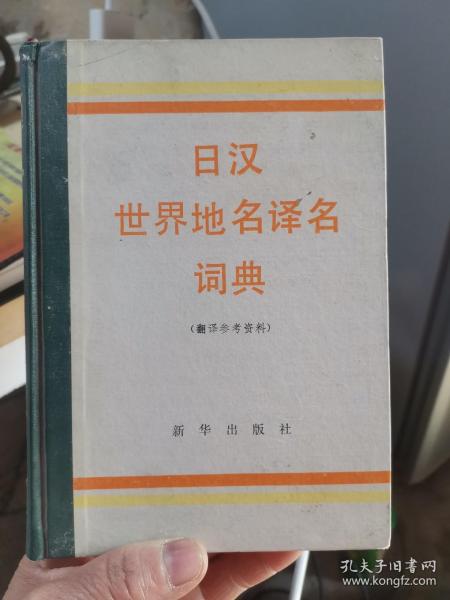 日汉
世界地名译名
词典
（翻译参考资料）
新华出版社
孔夫子旧书网
www.kongfz.com